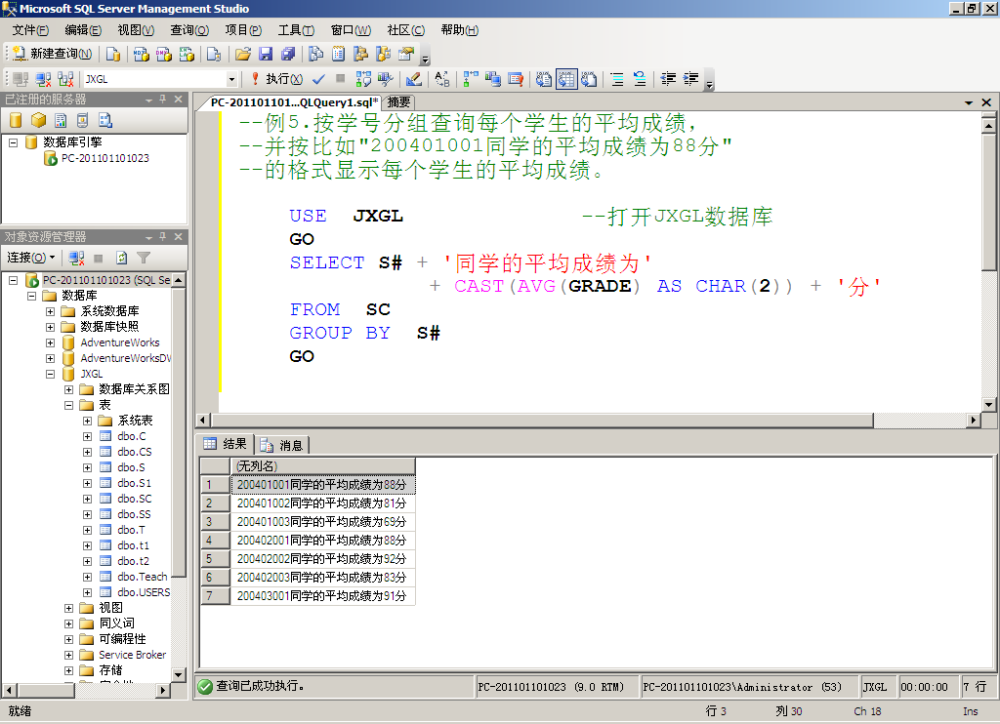 Microsoft SQL Server Management Studio
文件(F) 编辑(E) 视图(V) 查询(Q) 项目(P) 工具(T) 窗口(W) 社区(C) 帮助(H)
新建查询(N)
JXGL 执行(X)
已注册的服务器
数据库引擎
PC-201101101023
对象资源管理器
连接(O)
PC-201101101023 (SQL Se
数据库
系统数据库
数据库快照
AdventureWorks
AdventureWorksDW
JXGL
数据库关系图
表
系统表
dbo.C
dbo.CS
dbo.S
dbo.S1
dbo.SC
dbo.SS
dbo.T
dbo.t1
dbo.t2
dbo.Teach
dbo.USERS
视图
同义词
可编程性
Service Broker
存储
PC-201101101...QLQuery1.sql* 摘要
--例5.按学号分组查询每个学生的平均成绩，
--并按比如"200401001同学的平均成绩为88分"
--的格式显示每个学生的平均成绩。
USE JXGL --打开JXGL数据库
GO
SELECT S# + '同学的平均成绩为'
+ CAST(AVG(GRADE) AS CHAR(2)) + '分'
FROM SC
GROUP BY S#
GO
结果 消息
(无列名)
1 200401001同学的平均成绩为88分
2 200401002同学的平均成绩为81分
3 200401003同学的平均成绩为69分
4 200402001同学的平均成绩为88分
5 200402002同学的平均成绩为92分
6 200402003同学的平均成绩为83分
7 200403001同学的平均成绩为91分
查询已成功执行。 PC-201101101023 (9.0 RTM) PC-201101101023\Administrator (53) JXGL 00:00:00 7 行
就绪 行 3 列 30 Ch 18 Ins